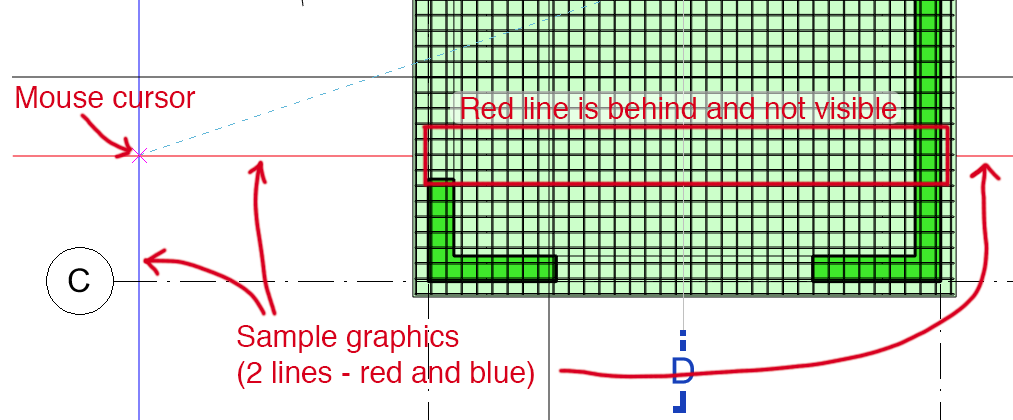 Mouse cursor
Red line is behind and not visible
C
Sample graphics
(2 lines - red and blue)
D